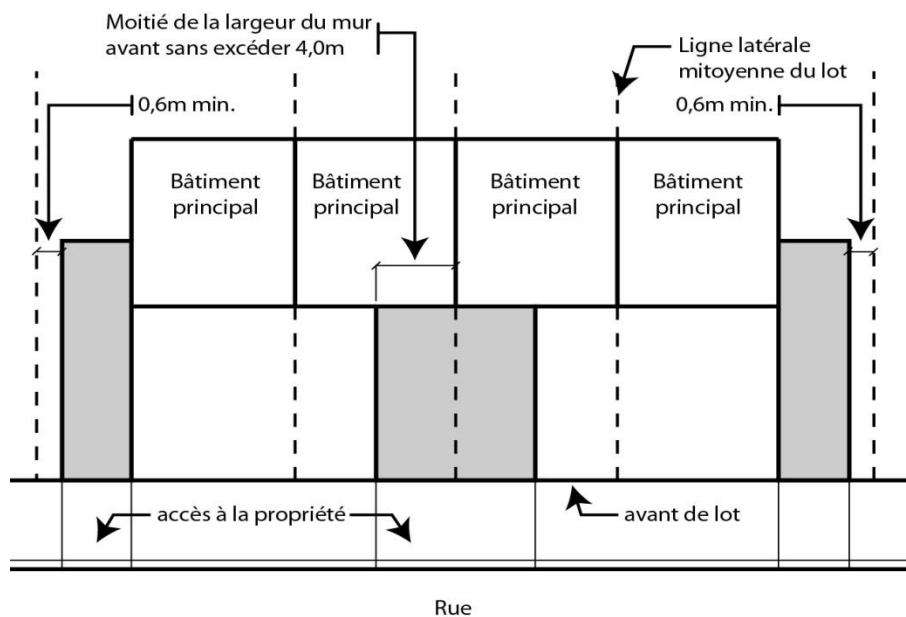 Moitié de la largeur du mur
avant sans excéder 4,0m
Ligne latérale
mitoyenne du lot
0,6m min.
0,6m min.
Bâtiment
principal
Bâtiment
principal
Bâtiment
principal
Bâtiment
principal
accès à la propriété
avant de lot
Rue